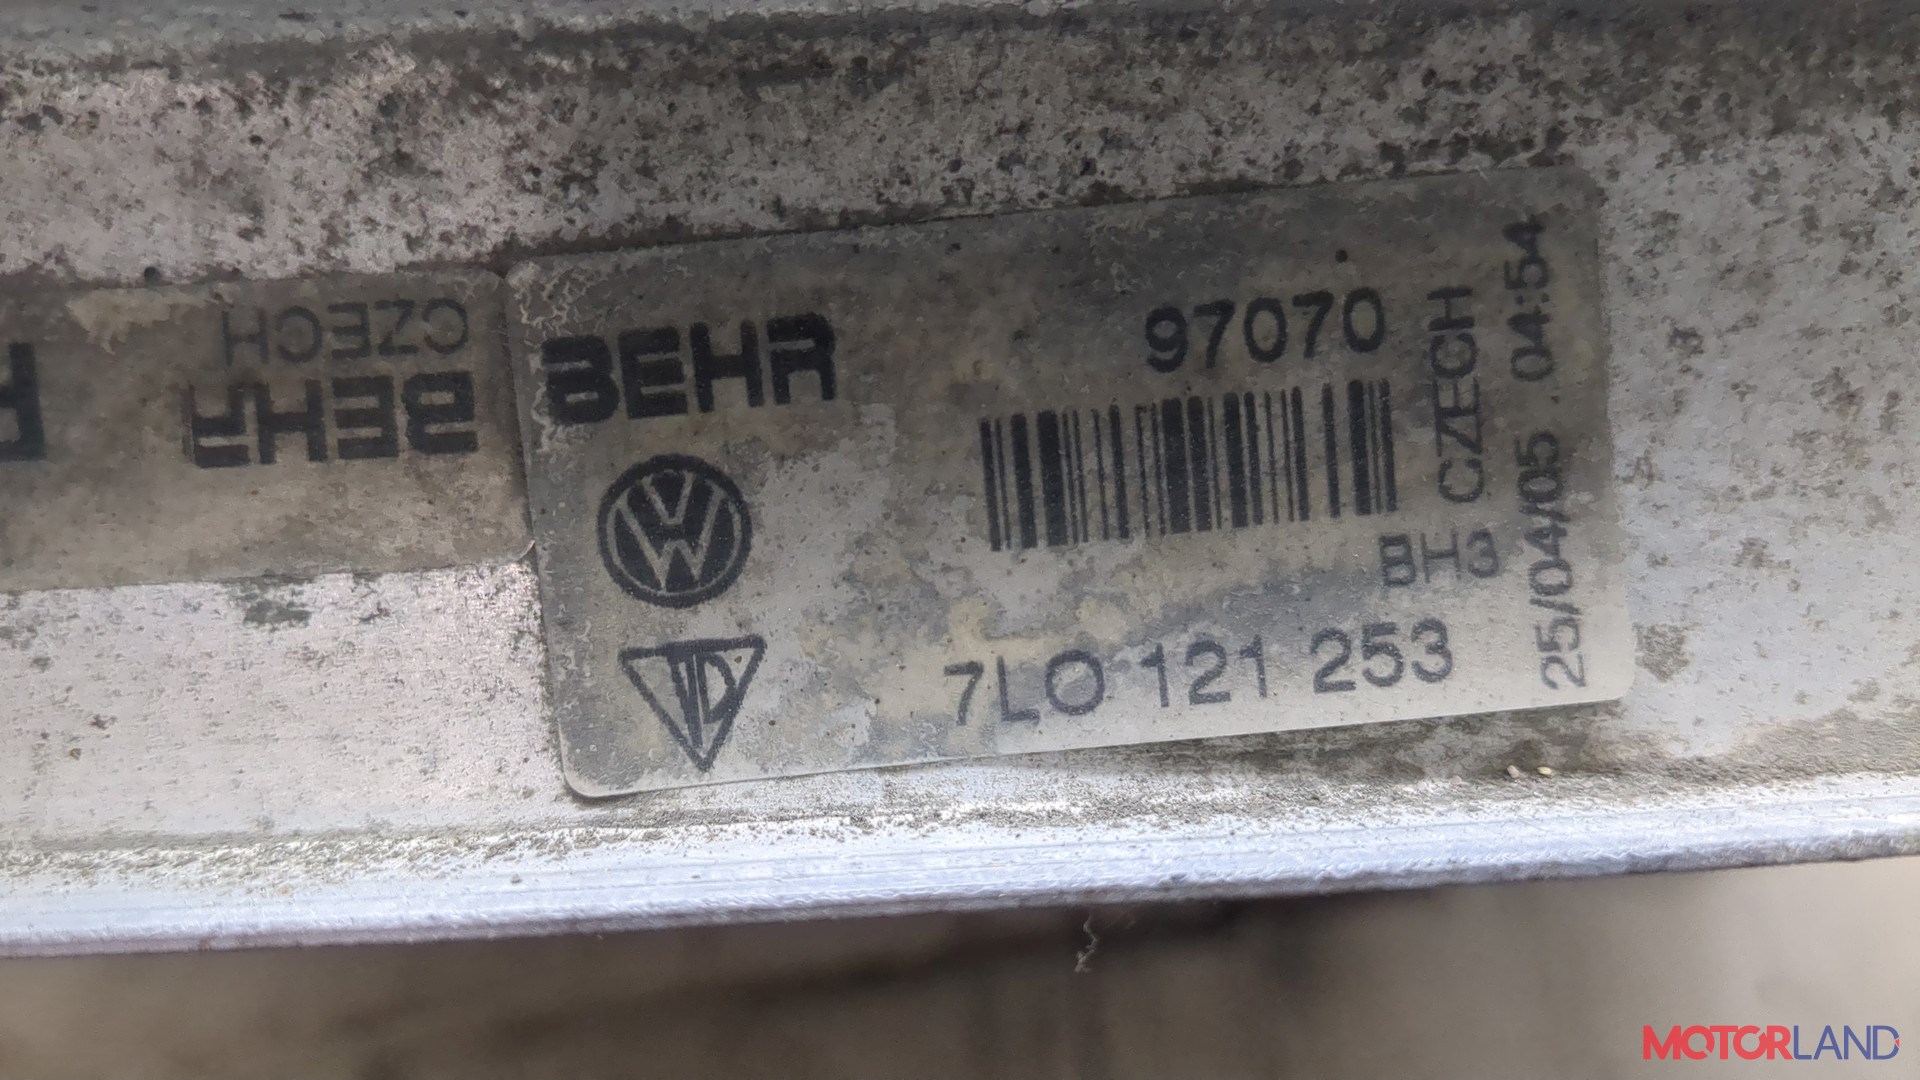 CZECH
BEHR
BEHR
97070
CZECH
25/04/05 04:54
BH3
7L0 121 253
MOTORLAND